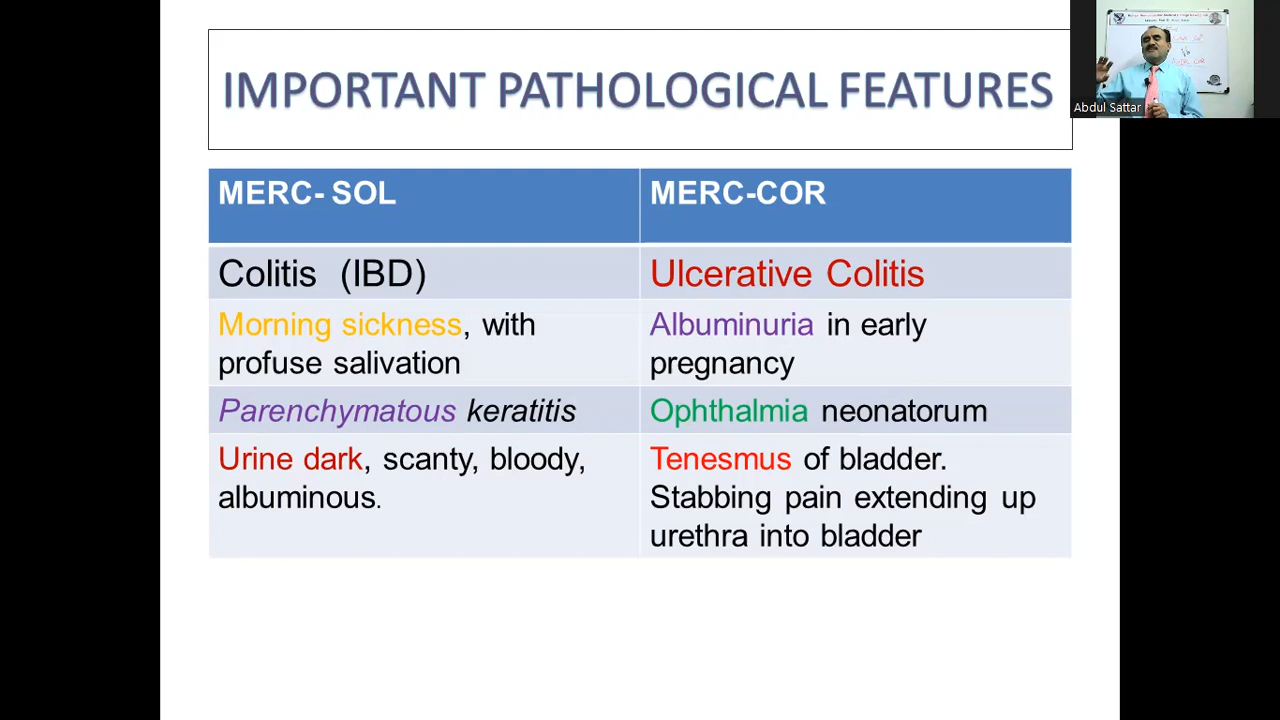 IMPORTANT PATHOLOGICAL FEATURES
Abdul Sattar
MERC- SOL
MERC-COR
Colitis (IBD)
Ulcerative Colitis
Morning sickness, with
profuse salivation
Albuminuria in early
pregnancy
Parenchymatous keratitis
Ophthalmia neonatorum
Urine dark, scanty, bloody,
albuminous.
Tenesmus of bladder.
Stabbing pain extending up
urethra into bladder